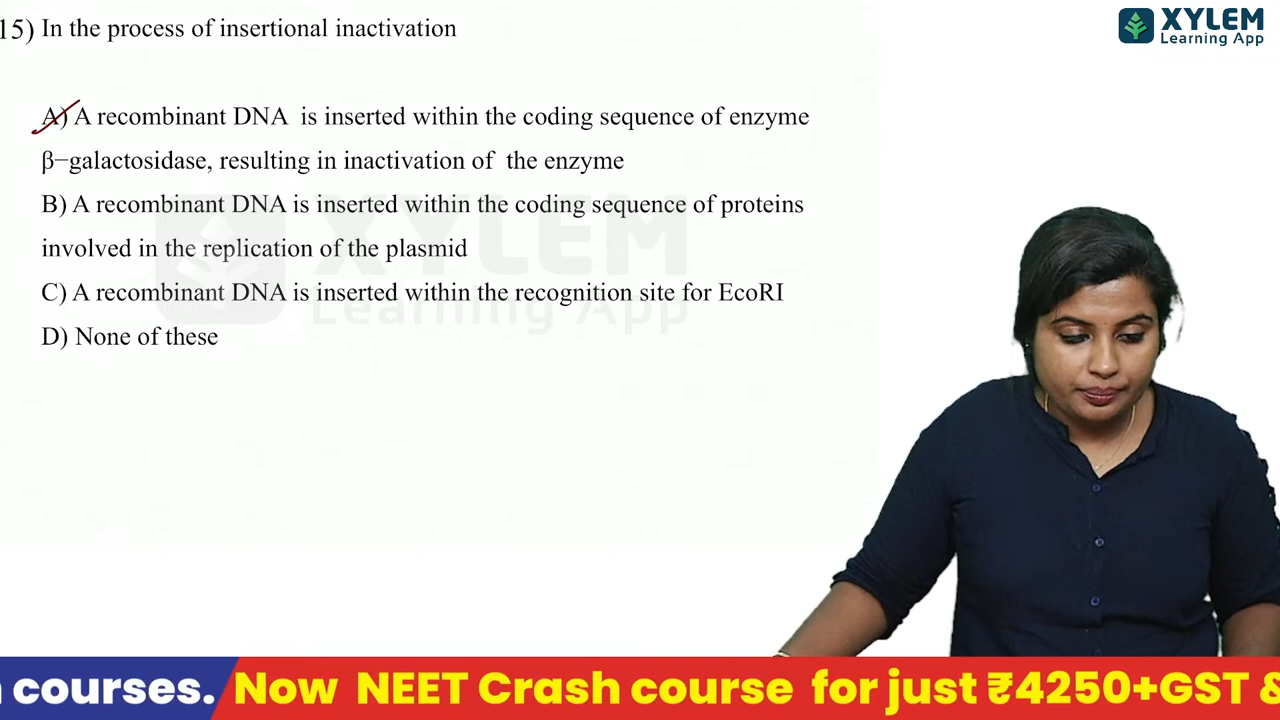 XYLEM
Learning App
15) In the process of insertional inactivation
A) A recombinant DNA is inserted within the coding sequence of enzyme
β−galactosidase, resulting in inactivation of the enzyme
B) A recombinant DNA is inserted within the coding sequence of proteins
involved in the replication of the plasmid
C) A recombinant DNA is inserted within the recognition site for EcoRI
D) None of these
XYLEM
Learning App
courses. Now NEET Crash course for just ₹4250+GST &